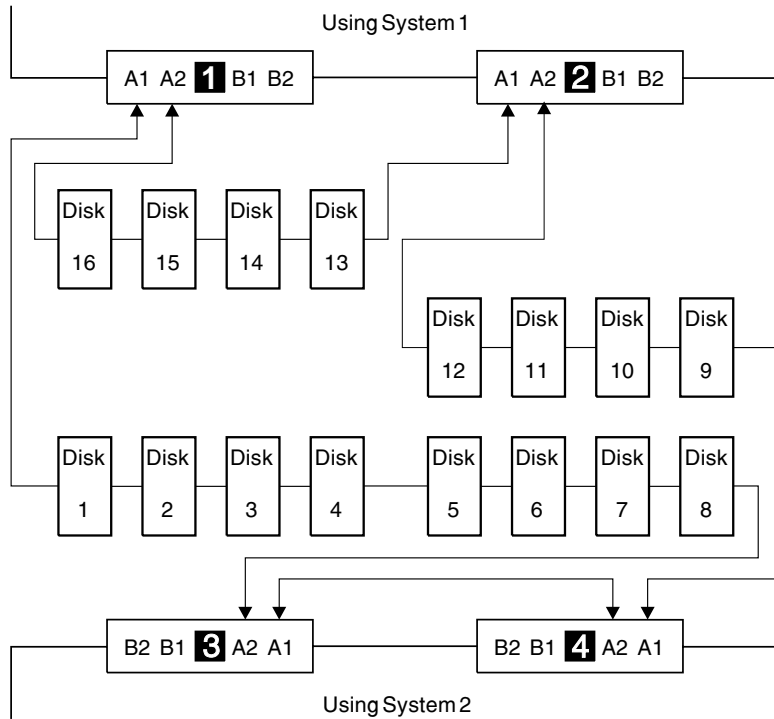 Using System 1
A1 A2 1 B1 B2
A1 A2 2 B1 B2
Disk 16
Disk 15
Disk 14
Disk 13
Disk 12
Disk 11
Disk 10
Disk 9
Disk 1
Disk 2
Disk 3
Disk 4
Disk 5
Disk 6
Disk 7
Disk 8
B2 B1 3 A2 A1
B2 B1 4 A2 A1
Using System 2